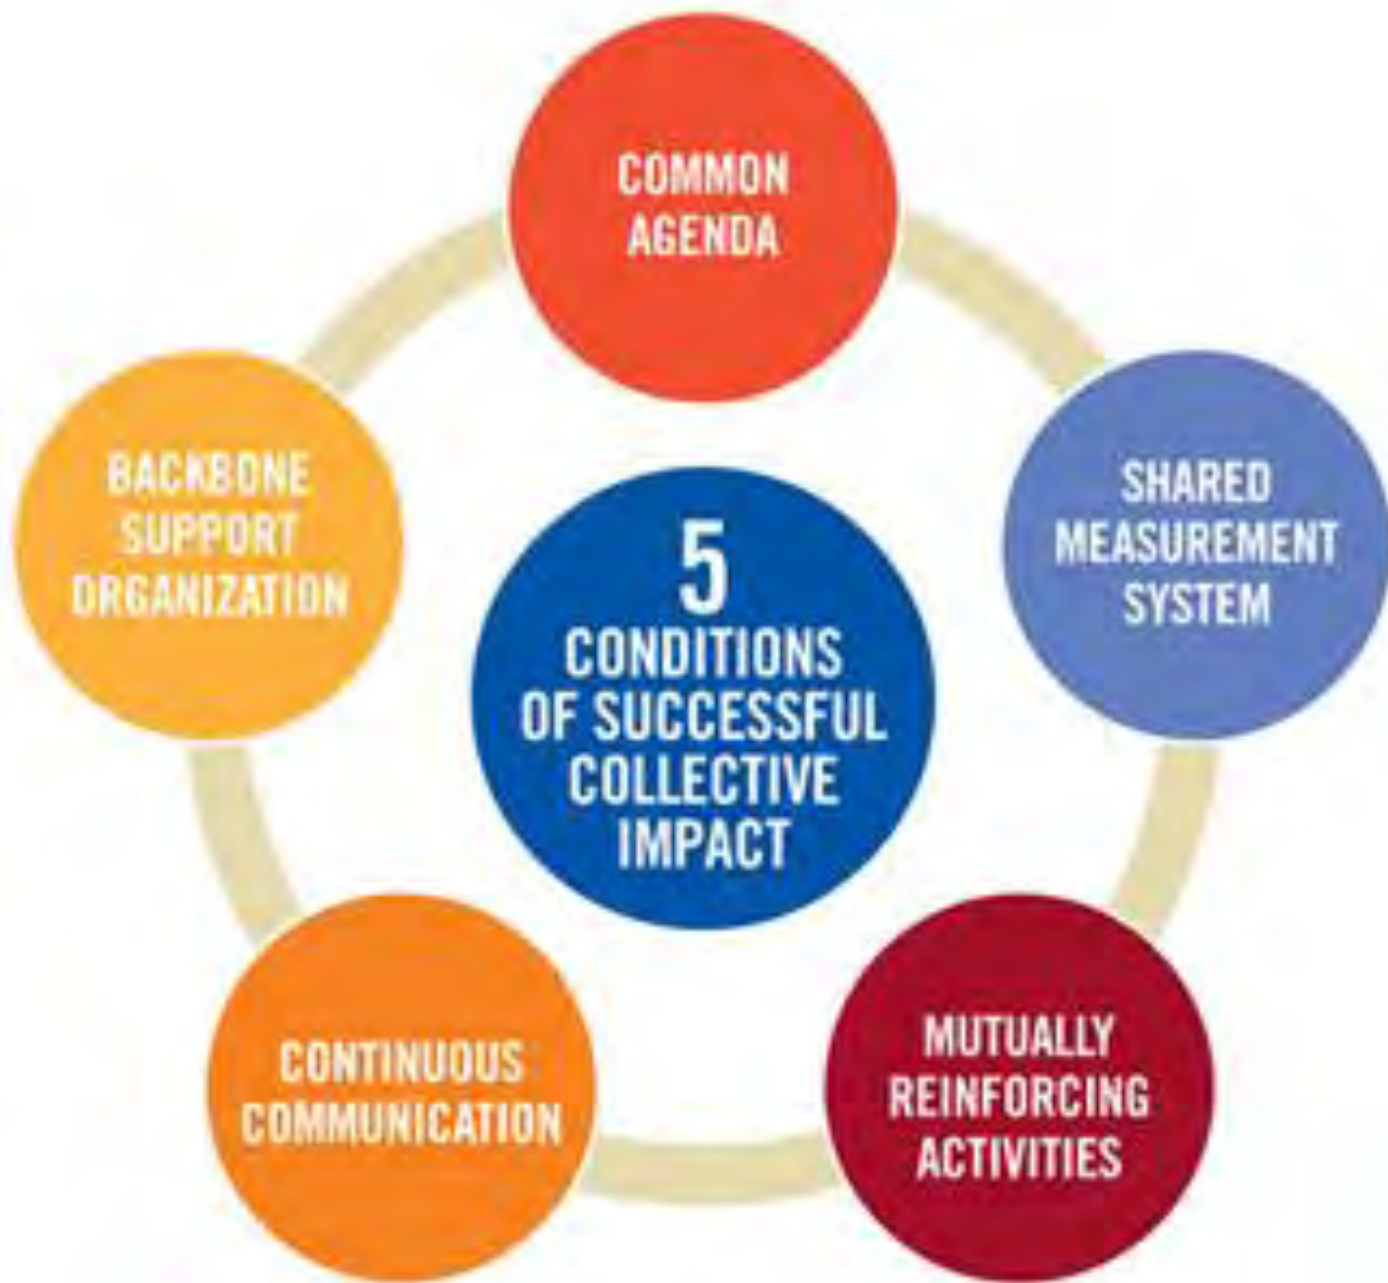 COMMON
AGENDA
SHARED
MEASUREMENT
SYSTEM
MUTUALLY
REINFORCING
ACTIVITIES
CONTINUOUS
COMMUNICATION
BACKBONE
SUPPORT
ORGANIZATION
5
CONDITIONS
OF SUCCESSFUL
COLLECTIVE
IMPACT